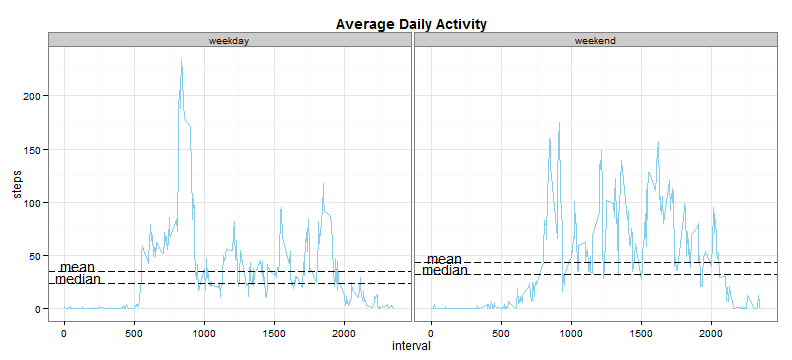 Average Daily Activity
weekday weekend
200
150
100
50
0
steps
mean
median
mean
median
0 500 1000 1500 2000 0 500 1000 1500 2000
interval